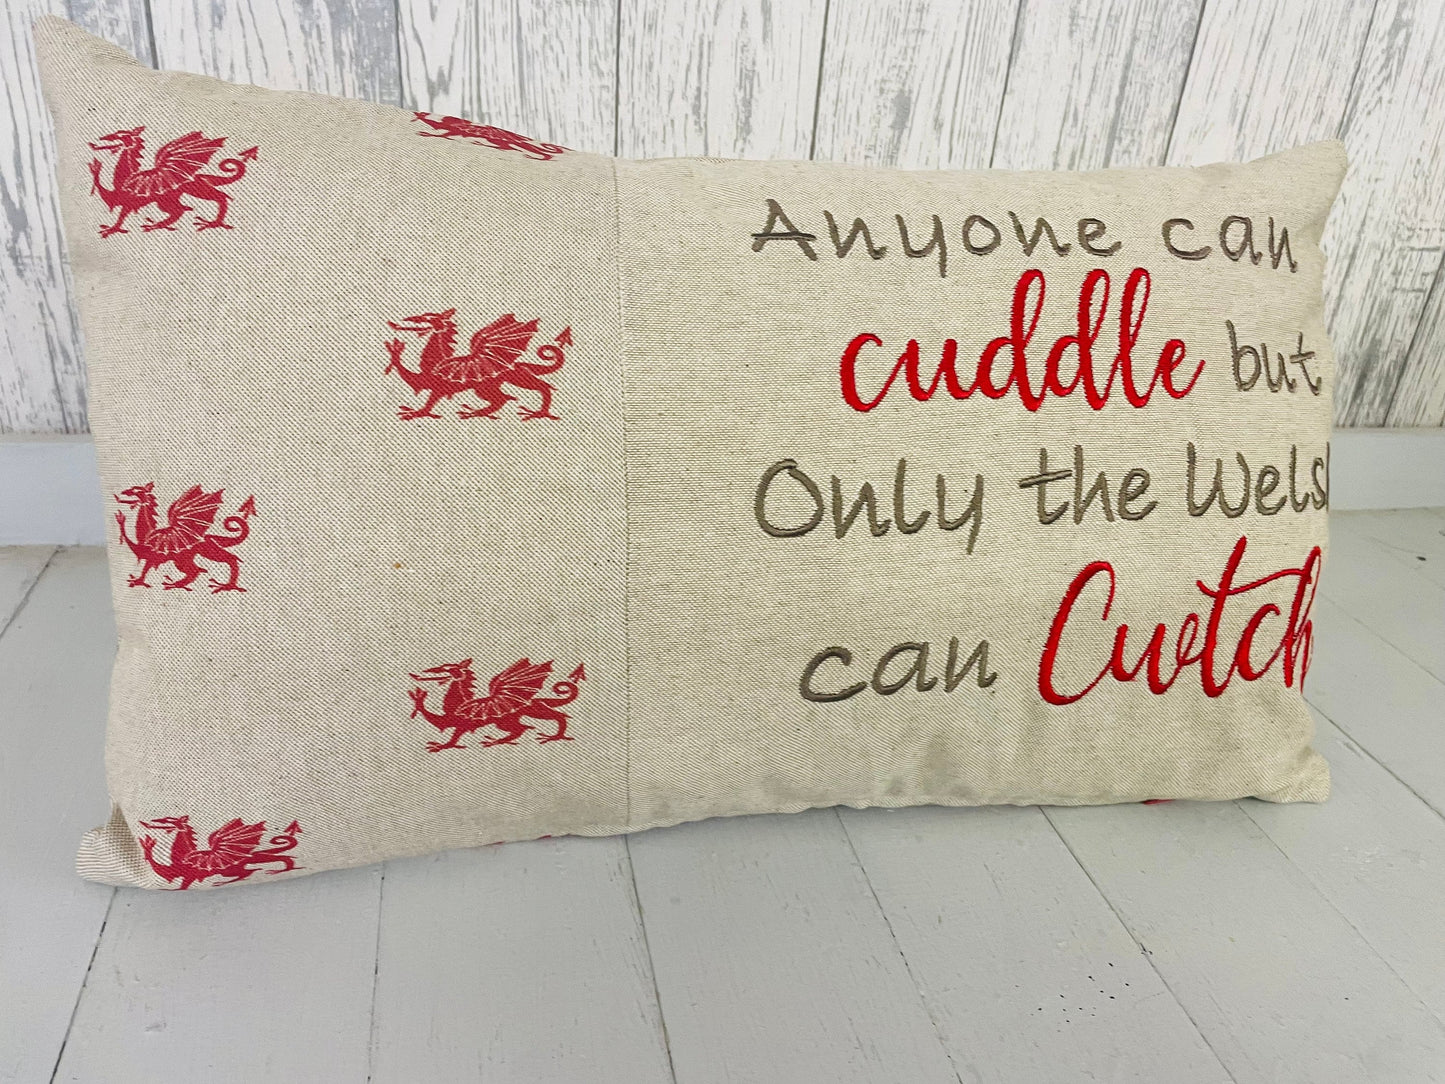 Anyone can
cuddle but
Only the Welsh
can Cwtch